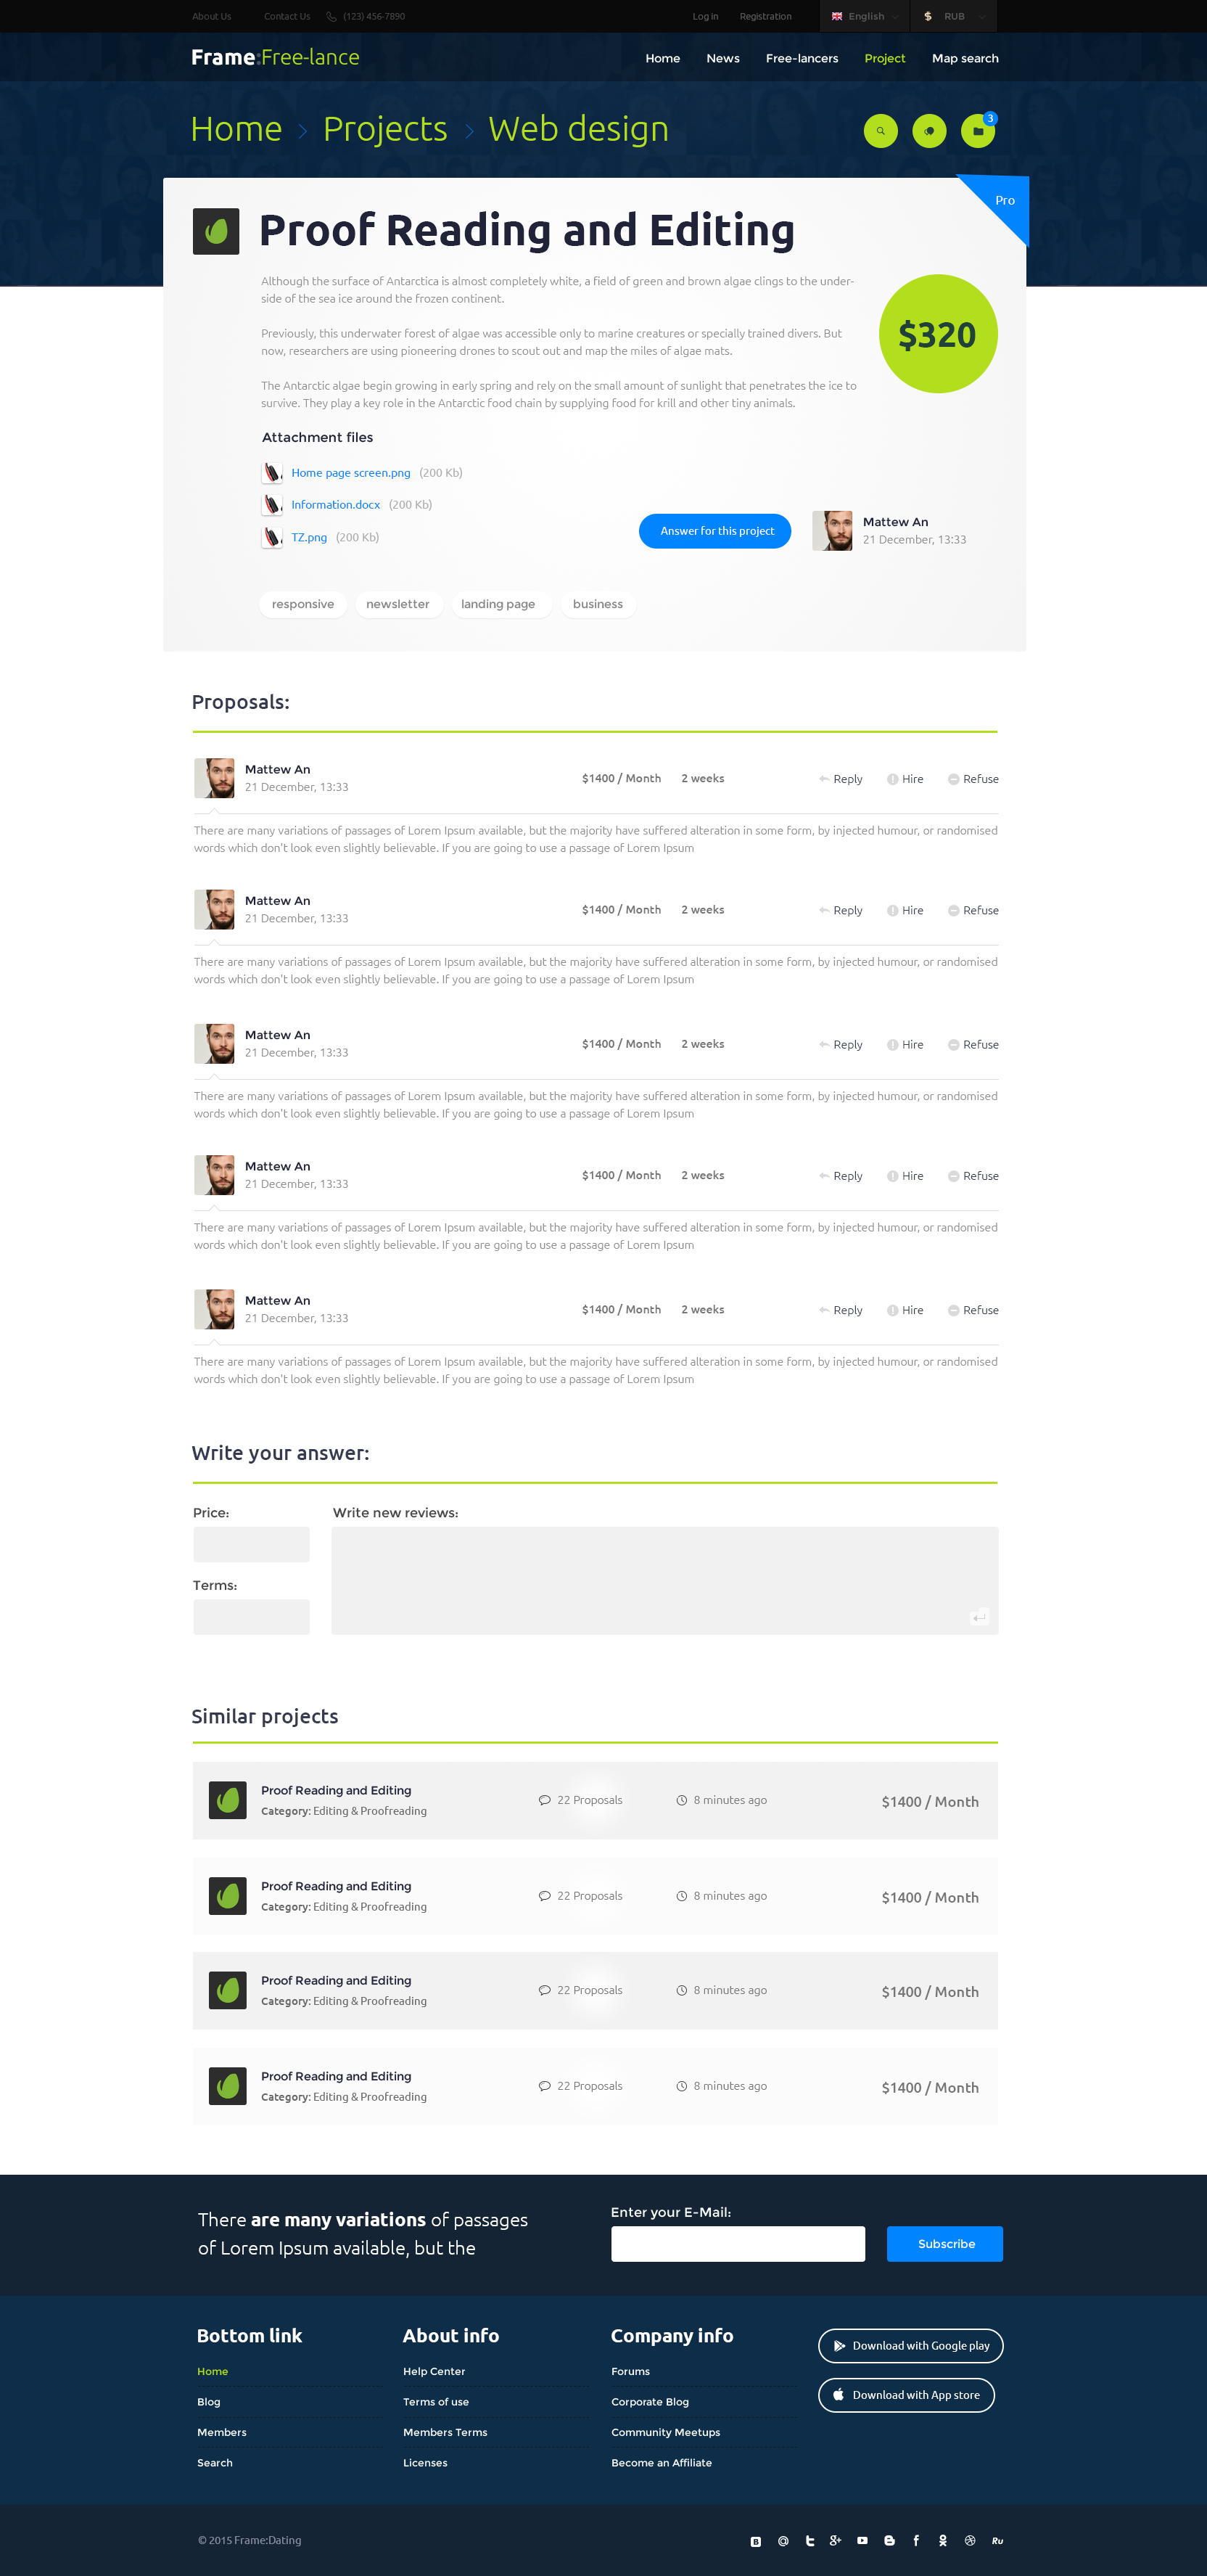 About Us Contact Us (123) 456-7890 Log in Registration English RUB
Frame:Free-lance Home News Free-lancers Project Map search
Home Projects Web design 3
Pro
Proof Reading and Editing
Although the surface of Antarctica is almost completely white, a field of green and brown algae clings to the under-
side of the sea ice around the frozen continent.
$320
Previously, this underwater forest of algae was accessible only to marine creatures or specially trained divers. But
now, researchers are using pioneering drones to scout out and map the miles of algae mats.
The Antarctic algae begin growing in early spring and rely on the small amount of sunlight that penetrates the ice to
survive. They play a key role in the Antarctic food chain by supplying food for krill and other tiny animals.
Attachment files
Home page screen.png (200 Kb)
Information.docx (200 Kb)
TZ.png (200 Kb)
Answer for this project
Mattew An
21 December, 13:33
responsive newsletter landing page business
Proposals:
Mattew An
21 December, 13:33
$1400 / Month 2 weeks Reply Hire Refuse
There are many variations of passages of Lorem Ipsum available, but the majority have suffered alteration in some form, by injected humour, or randomised
words which don't look even slightly believable. If you are going to use a passage of Lorem Ipsum
Mattew An
21 December, 13:33
$1400 / Month 2 weeks Reply Hire Refuse
There are many variations of passages of Lorem Ipsum available, but the majority have suffered alteration in some form, by injected humour, or randomised
words which don't look even slightly believable. If you are going to use a passage of Lorem Ipsum
Mattew An
21 December, 13:33
$1400 / Month 2 weeks Reply Hire Refuse
There are many variations of passages of Lorem Ipsum available, but the majority have suffered alteration in some form, by injected humour, or randomised
words which don't look even slightly believable. If you are going to use a passage of Lorem Ipsum
Mattew An
21 December, 13:33
$1400 / Month 2 weeks Reply Hire Refuse
There are many variations of passages of Lorem Ipsum available, but the majority have suffered alteration in some form, by injected humour, or randomised
words which don't look even slightly believable. If you are going to use a passage of Lorem Ipsum
Mattew An
21 December, 13:33
$1400 / Month 2 weeks Reply Hire Refuse
There are many variations of passages of Lorem Ipsum available, but the majority have suffered alteration in some form, by injected humour, or randomised
words which don't look even slightly believable. If you are going to use a passage of Lorem Ipsum
Write your answer:
Price: Write new reviews:
Terms:
Similar projects
Proof Reading and Editing
Category: Editing & Proofreading
22 Proposals 8 minutes ago $1400 / Month
Proof Reading and Editing
Category: Editing & Proofreading
22 Proposals 8 minutes ago $1400 / Month
Proof Reading and Editing
Category: Editing & Proofreading
22 Proposals 8 minutes ago $1400 / Month
Proof Reading and Editing
Category: Editing & Proofreading
22 Proposals 8 minutes ago $1400 / Month
There are many variations of passages
of Lorem Ipsum available, but the
Enter your E-Mail:
Subscribe
Bottom link
Home
Blog
Members
Search
About info
Help Center
Terms of use
Members Terms
Licenses
Company info
Forums
Corporate Blog
Community Meetups
Become an Affiliate
Download with Google play
Download with App store
© 2015 Frame:Dating
Ru